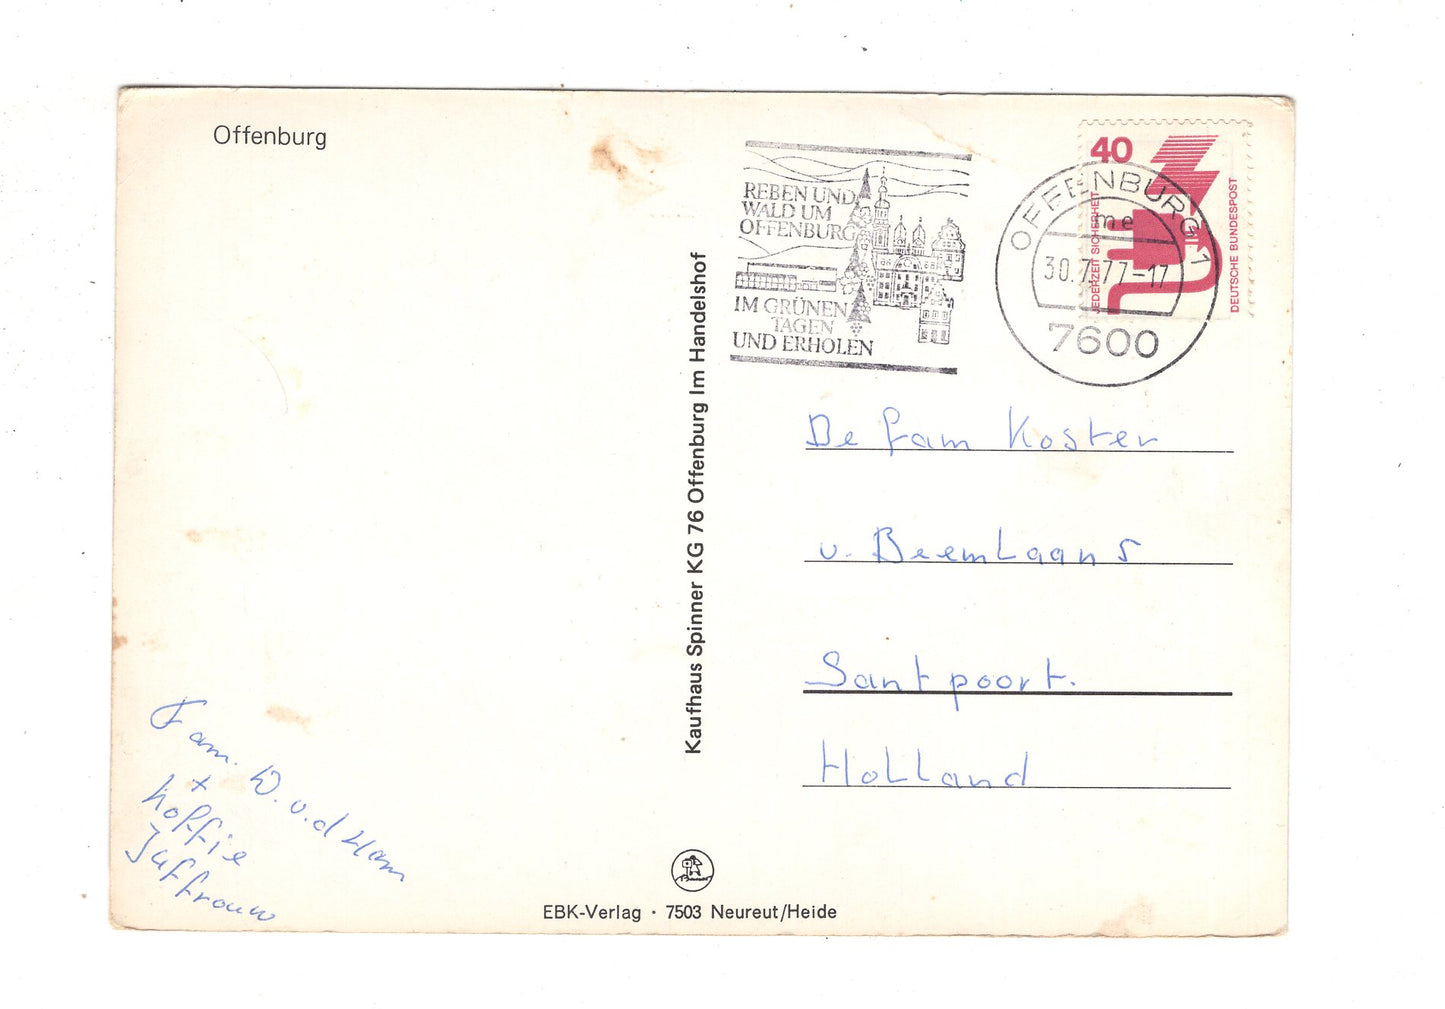 Offenburg
REBEN UND
WALD UM
OFFENBURG
IM GRÜNEN
TAGEN
UND ERHOLEN
OFFENBURG 1
me
30.7.77-17
7600
40
JEDERZEIT SICHERHEIT
DEUTSCHE BUNDESPOST
Kaufhaus Spinner KG 76 Offenburg Im Handelshof
De fam Koster
v. BeemLaan 5
Santpoort.
HoLLand
Fam. D. v. d Ham
+
hoffie
Juffrouw
EBK-Verlag · 7503 Neureut/Heide